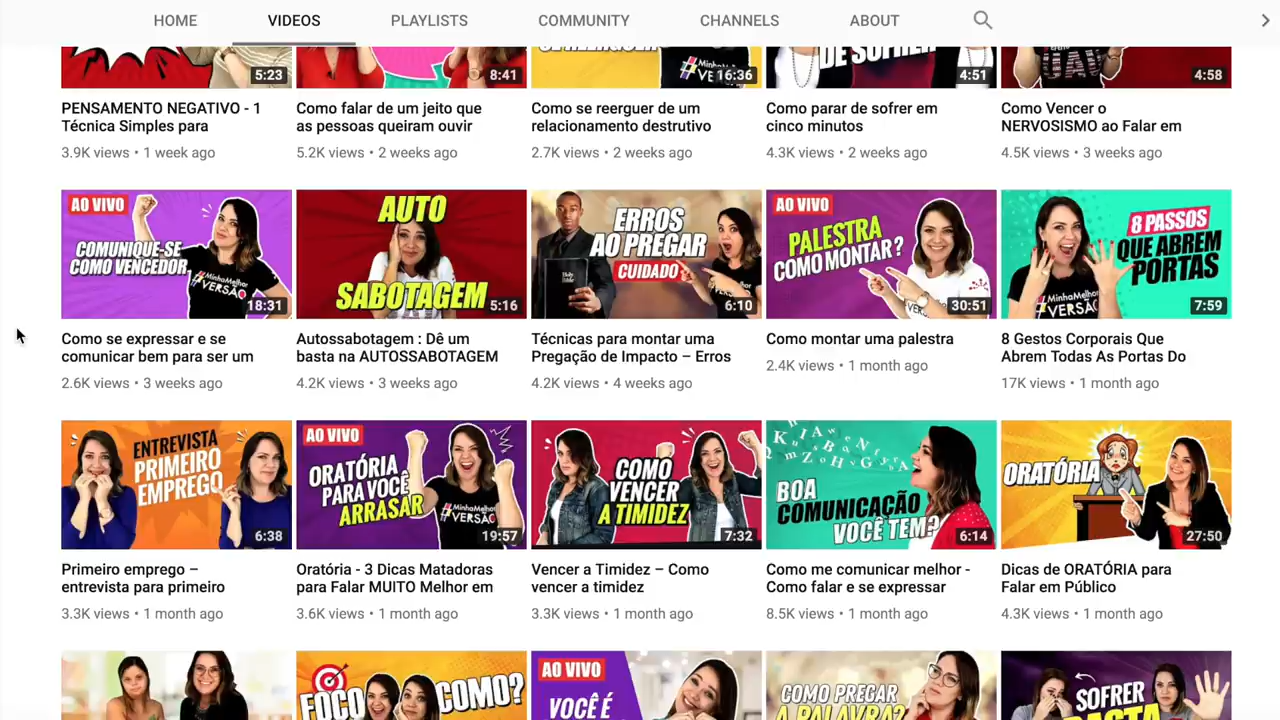 HOME VIDEOS PLAYLISTS COMMUNITY CHANNELS ABOUT
5:23
8:41
16:36
DE SOFRER
4:51
4:58
PENSAMENTO NEGATIVO - 1
Técnica Simples para
3.9K views • 1 week ago
Como falar de um jeito que
as pessoas queiram ouvir
5.2K views • 2 weeks ago
Como se reerguer de um
relacionamento destrutivo
2.7K views • 2 weeks ago
Como parar de sofrer em
cinco minutos
4.3K views • 2 weeks ago
Como Vencer o
NERVOSISMO ao Falar em
4.5K views • 3 weeks ago
AO VIVO
COMUNIQUE-SE
COMO VENCEDOR
#MinhaMelhor
VERSÃO
18:31
AUTO
SABOTAGEM
5:16
ERROS
AO PREGAR
CUIDADO
Holy
Bible
6:10
AO VIVO
PALESTRA
COMO MONTAR?
30:51
8 PASSOS
QUE ABREM
PORTAS
#MinhaMelhor
VERSÃO
7:59
Como se expressar e se
comunicar bem para ser um
2.6K views • 3 weeks ago
Autossabotagem : Dê um
basta na AUTOSSABOTAGEM
4.2K views • 3 weeks ago
Técnicas para montar uma
Pregação de Impacto – Erros
4.2K views • 4 weeks ago
Como montar uma palestra
2.4K views • 1 month ago
8 Gestos Corporais Que
Abrem Todas As Portas Do
17K views • 1 month ago
ENTREVISTA
PRIMEIRO
EMPREGO
6:38
AO VIVO
ORATÓRIA
PARA VOCÊ
ARRASAR
#MinhaMelhor
VERSÃO
19:57
COMO
VENCER
A TIMIDEZ
7:32
BOA
COMUNICAÇÃO
VOCÊ TEM?
6:14
ORATÓRIA
27:50
Primeiro emprego –
entrevista para primeiro
3.3K views • 1 month ago
Oratória - 3 Dicas Matadoras
para Falar MUITO Melhor em
3.6K views • 1 month ago
Vencer a Timidez – Como
vencer a timidez
3.3K views • 1 month ago
Como me comunicar melhor -
Como falar e se expressar
8.5K views • 1 month ago
Dicas de ORATÓRIA para
Falar em Público
4.3K views • 1 month ago
FOCO COMO?
AO VIVO
VOCÊ É
COMO PREGAR
A PALAVRA?
SOFRER
BASTA